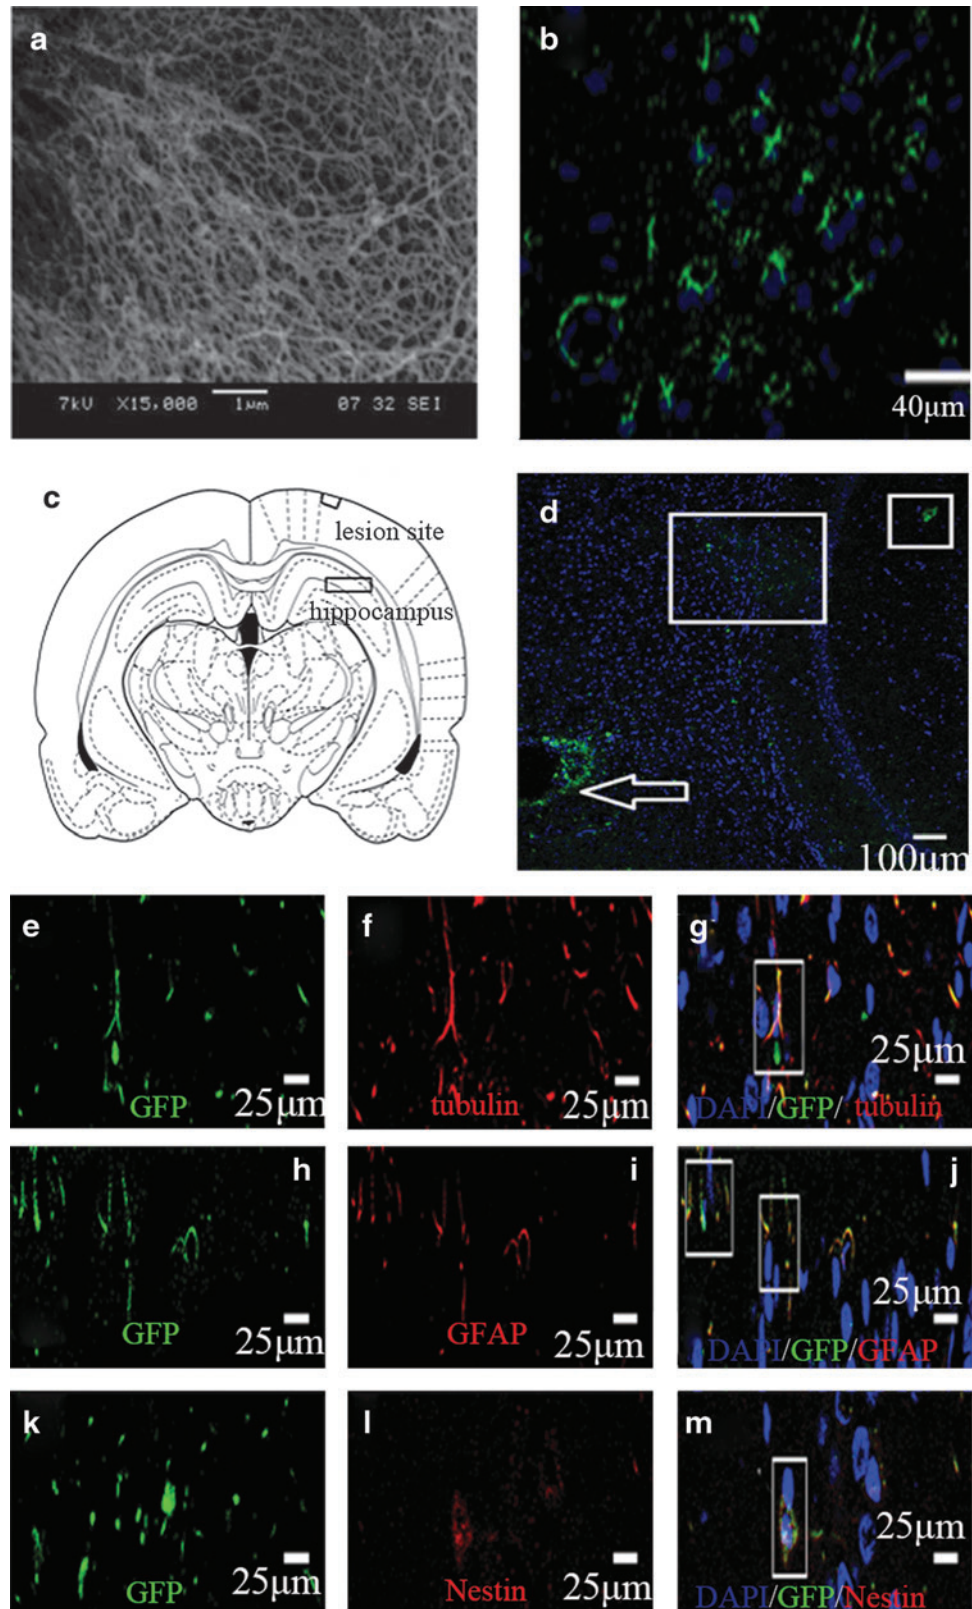 a
b
7kV X15,000 1μm 07 32 SEI
40μm
c
lesion site
hippocampus
d
100μm
e
GFP
25μm
f
tubulin
25μm
g
25μm
DAPI/GFP/ tubulin
h
GFP
25μm
i
GFAP
25μm
j
25μm
DAPI/GFP/GFAP
k
GFP
25μm
l
Nestin
25μm
m
25μm
DAPI/GFP/Nestin